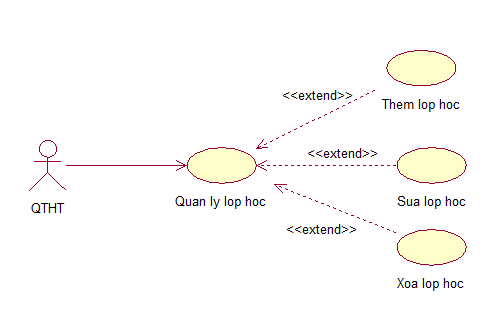 <<extend>>
Them lop hoc
<<extend>>
QTHT
Quan ly lop hoc
Sua lop hoc
<<extend>>
Xoa lop hoc